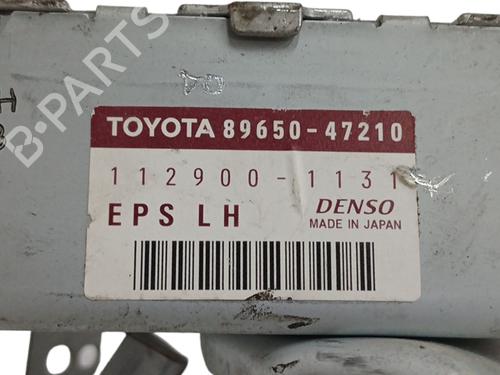 B-PARTS
TOYOTA 89650-47210
112900-1131
EPS LH
DENSO
MADE IN JAPAN